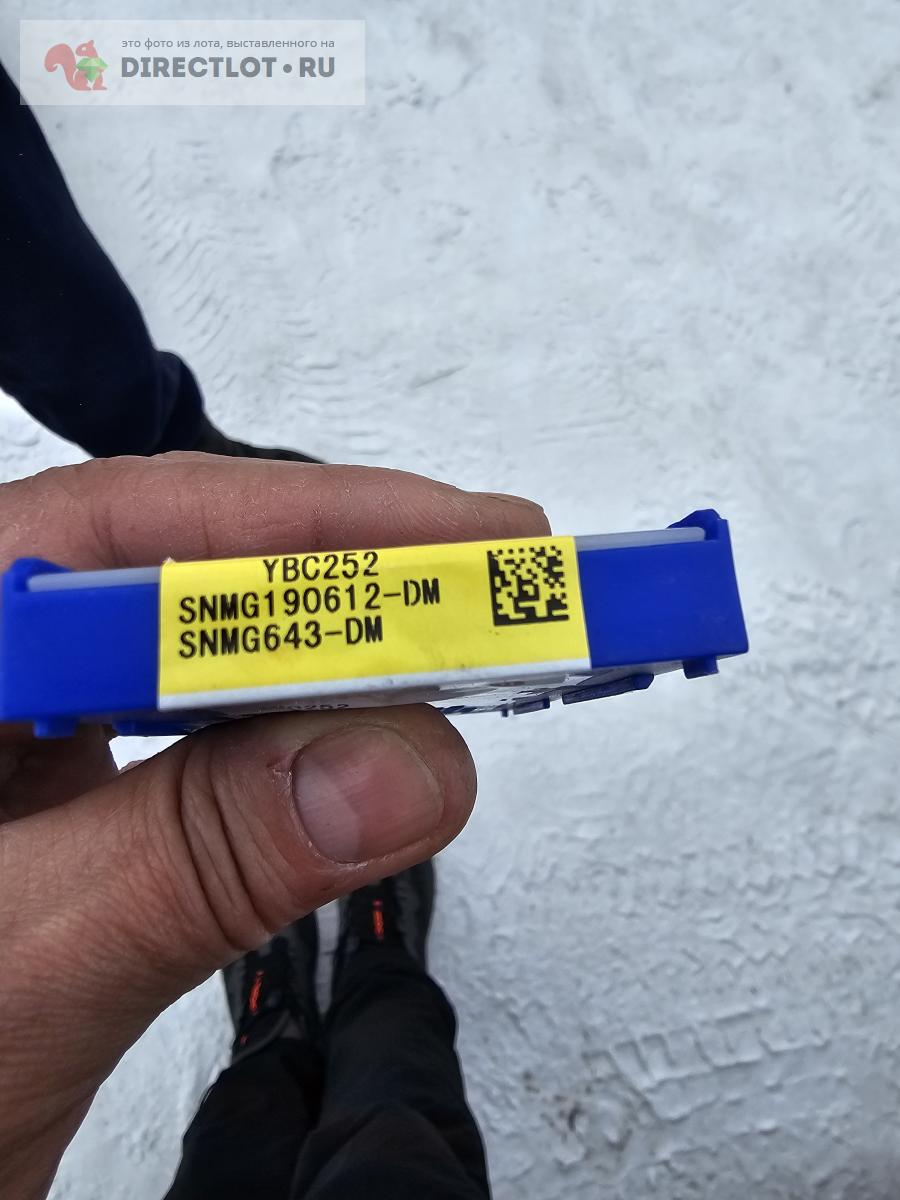 это фото из лота, выставленного на
DIRECTLOT•RU
YBC252
SNMG190612-DM
SNMG643-DM